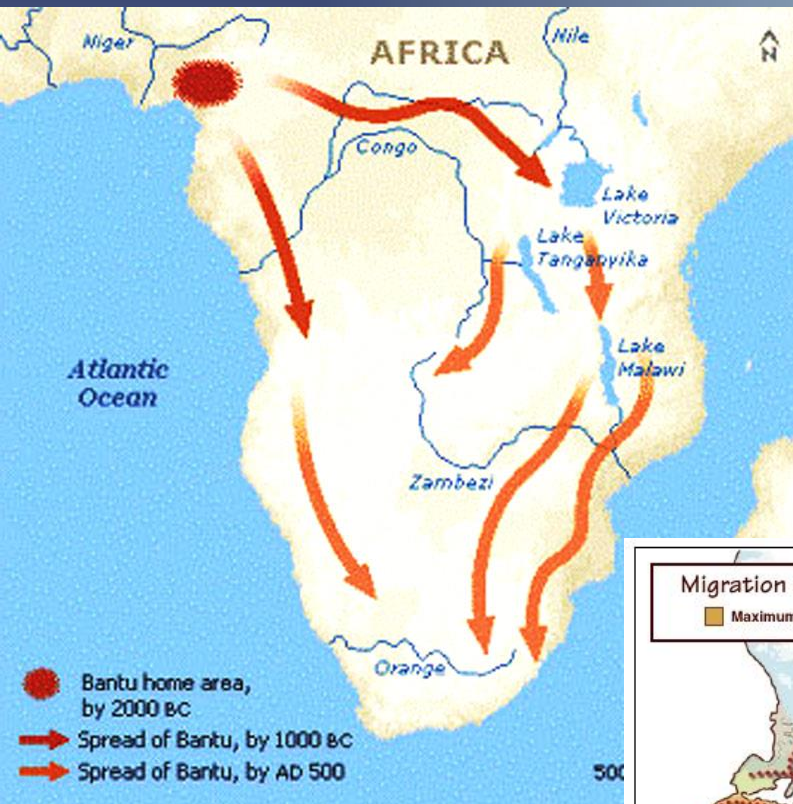 Niger
AFRICA
Nile
N
Congo
Lake
Victoria
Lake
Tanganyika
Atlantic
Ocean
Lake
Malawi
Zambezi
Orange
Bantu home area,
by 2000 BC
Spread of Bantu, by 1000 BC
Spread of Bantu, by AD 500
500
Migration
Maximum